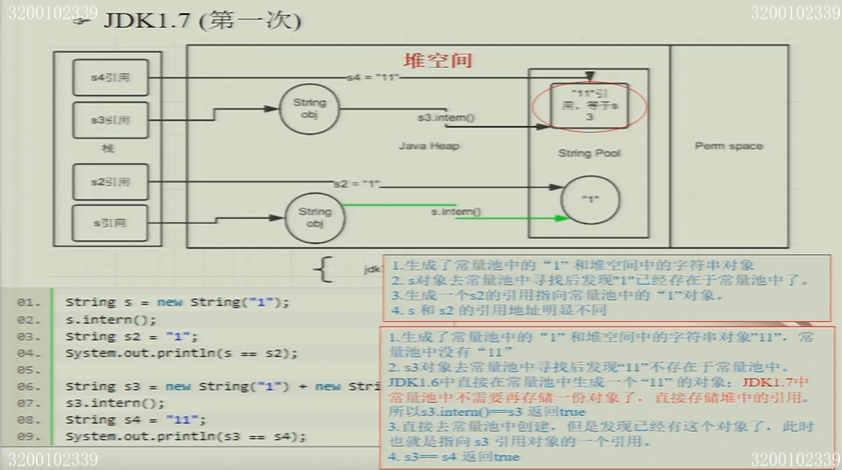 3200102339
3200102339
☞ JDK1.7 (第一次)
堆空间
s4引用
s4 = "11"
"11"引
用，等于s
3
String
obj
s3引用
s3.intern()
栈
Java Heap
String Pool
Perm space
s2引用
s2 = "1"
"1"
s引用
String
obj
s.intern()
{ jdk
1.生成了常量池中的“1” 和堆空间中的字符串对象
2. s对象去常量池中寻找后发现"1"已经存在于常量池中了。
3.生成一个s2的引用指向常量池中的“1”对象。
4. s 和 s2 的引用地址明显不同
01. String s = new String("1");
02. s.intern();
03. String s2 = "1";
04. System.out.println(s == s2);
05.
06. String s3 = new String("1") + new Stri
07. s3.intern();
08. String s4 = "11";
09. System.out.println(s3 == s4);
1.生成了常量池中的“1” 和堆空间中的字符串对象"11"，常
量池中没有“11”
2. s3对象去常量池中寻找后发现“11”不存在于常量池中。
JDK1.6中直接在常量池中生成一个“11” 的对象；JDK1.7中
常量池中不需要再存储一份对象了，直接存储堆中的引用。
所以s3.intern()==s3 返回true
3.直接去常量池中创建，但是发现已经有这个对象了，此时
也就是指向 s3 引用对象的一个引用。
4. s3== s4 返回true
3200102339
3200102339